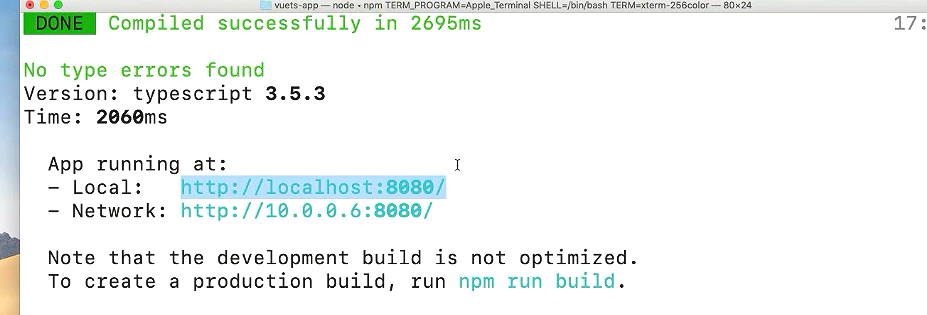 vuets-app — node • npm TERM_PROGRAM=Apple_Terminal SHELL=/bin/bash TERM=xterm-256color — 80×24
DONE Compiled successfully in 2695ms 17:
No type errors found
Version: typescript 3.5.3
Time: 2060ms
App running at:
- Local: http://localhost:8080/
- Network: http://10.0.0.6:8080/
Note that the development build is not optimized.
To create a production build, run npm run build.